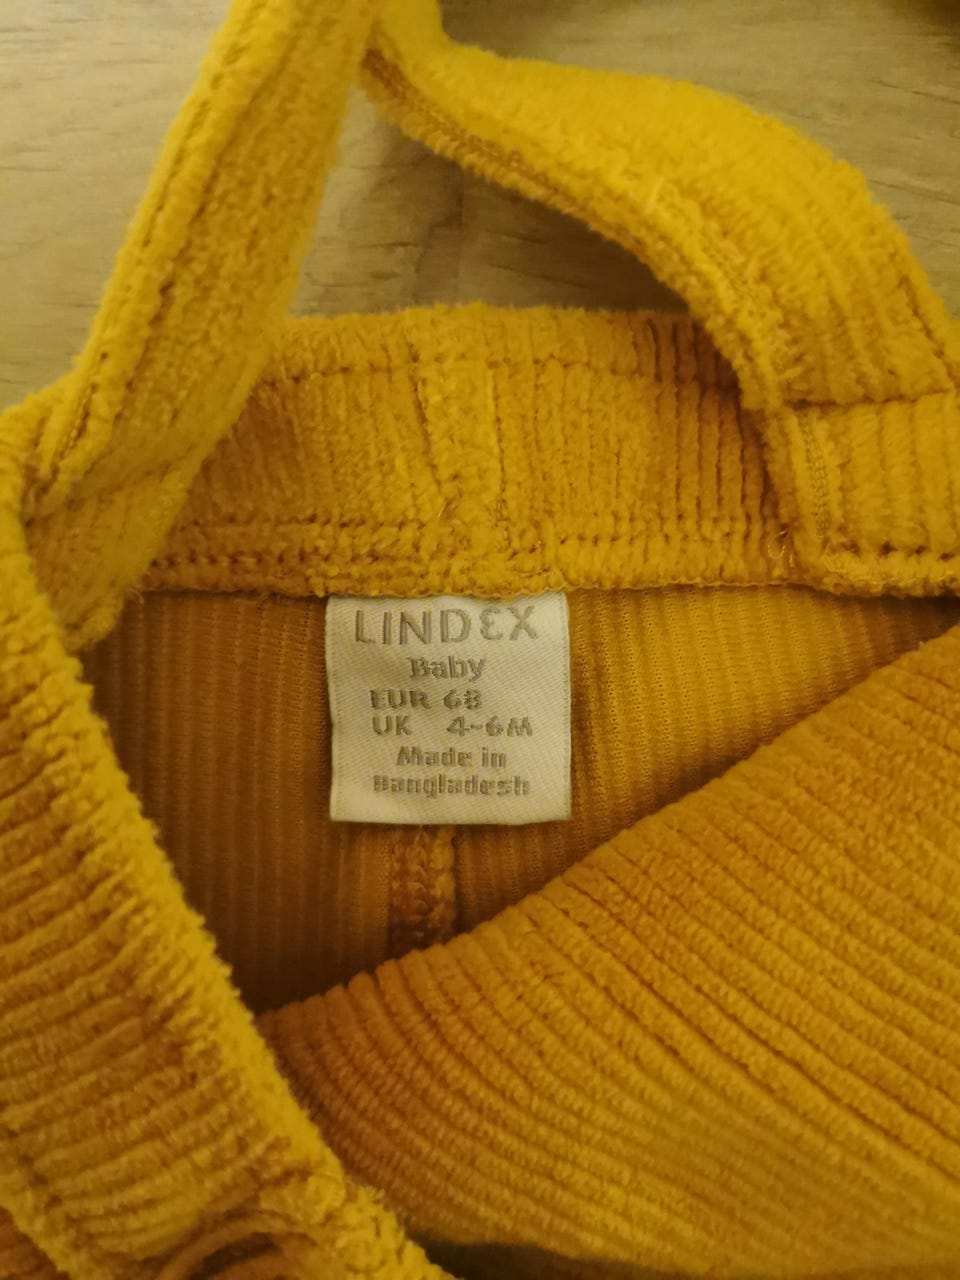 LINDEX
Baby
EUR 68
UK 4-6M
Made in
Bangladesh